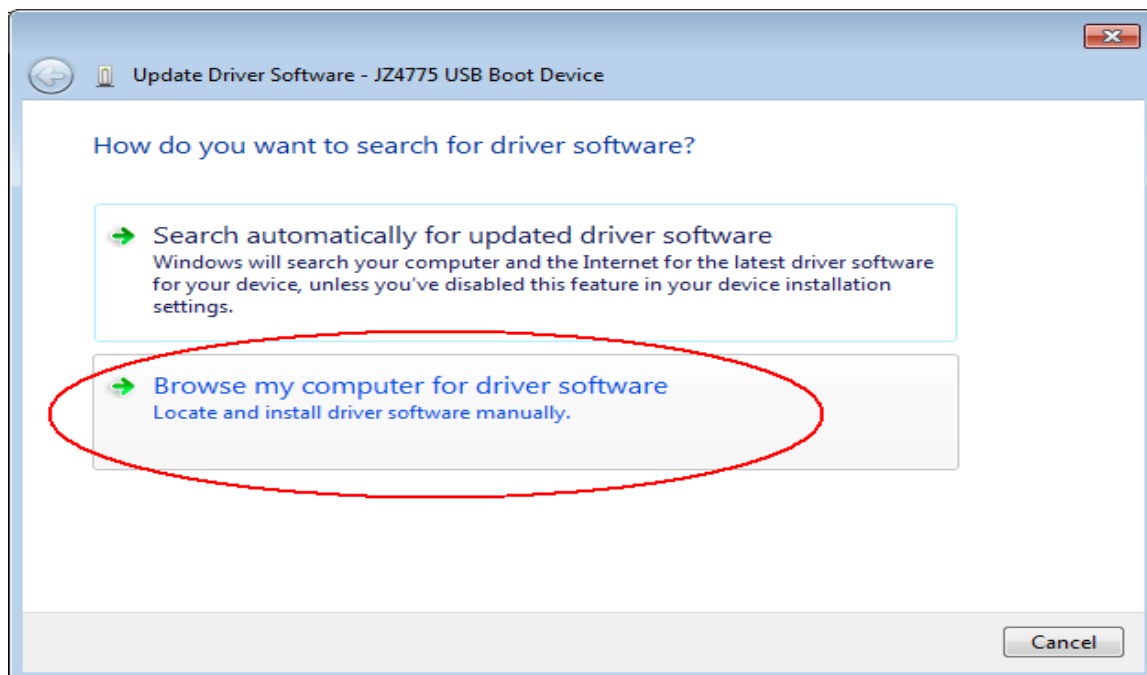 Update Driver Software - JZ4775 USB Boot Device
How do you want to search for driver software?
Search automatically for updated driver software
Windows will search your computer and the Internet for the latest driver software
for your device, unless you've disabled this feature in your device installation
settings.
Browse my computer for driver software
Locate and install driver software manually.
Cancel